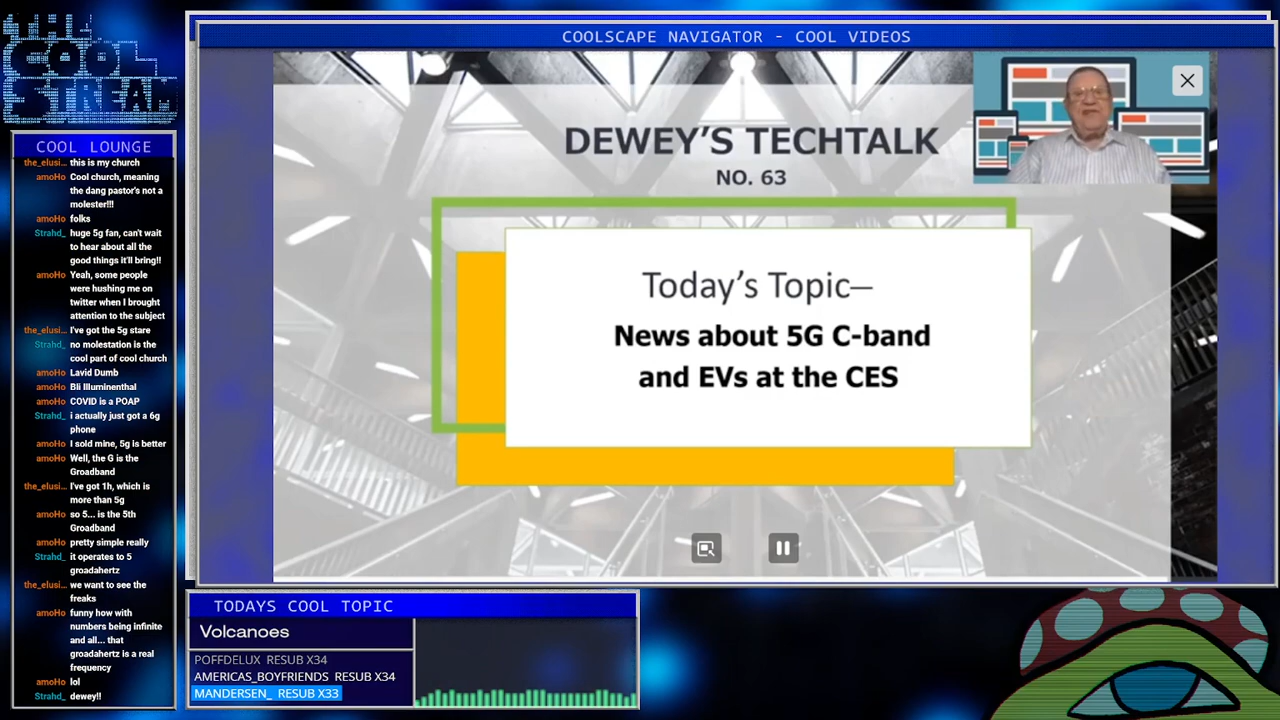 COOLSCAPE NAVIGATOR - COOL VIDEOS
COOL LOUNGE
the_elusi... this is my church
amoHo Cool church, meaning
the dang pastor's not a
molester!!!
amoHo folks
Strahd_ huge 5g fan, can't wait
to hear about all the
good things it'll bring!!
amoHo Yeah, some people
were hushing me on
twitter when I brought
attention to the subject
the_elusi... I've got the 5g stare
Strahd_ no molestation is the
cool part of cool church
amoHo Lavid Dumb
amoHo Bli Illuminenthal
amoHo COVID is a POAP
Strahd_ i actually just got a 6g
phone
amoHo I sold mine, 5g is better
amoHo Well, the G is the
Groadband
the_elusi... I've got 1h, which is
more than 5g
amoHo so 5... is the 5th
Groadband
amoHo pretty simple really
Strahd_ it operates to 5
groadahertz
the_elusi... we want to see the
freaks
amoHo funny how with
numbers being infinite
and all... that
groadahertz is a real
frequency
amoHo lol
Strahd_ dewey!!
DEWEY'S TECHTALK
NO. 63
Today's Topic—
News about 5G C-band
and EVs at the CES
TODAYS COOL TOPIC
Volcanoes
POFFDELUX RESUB X34
AMERICAS_BOYFRIENDS RESUB X34
MANDERSEN_ RESUB X33